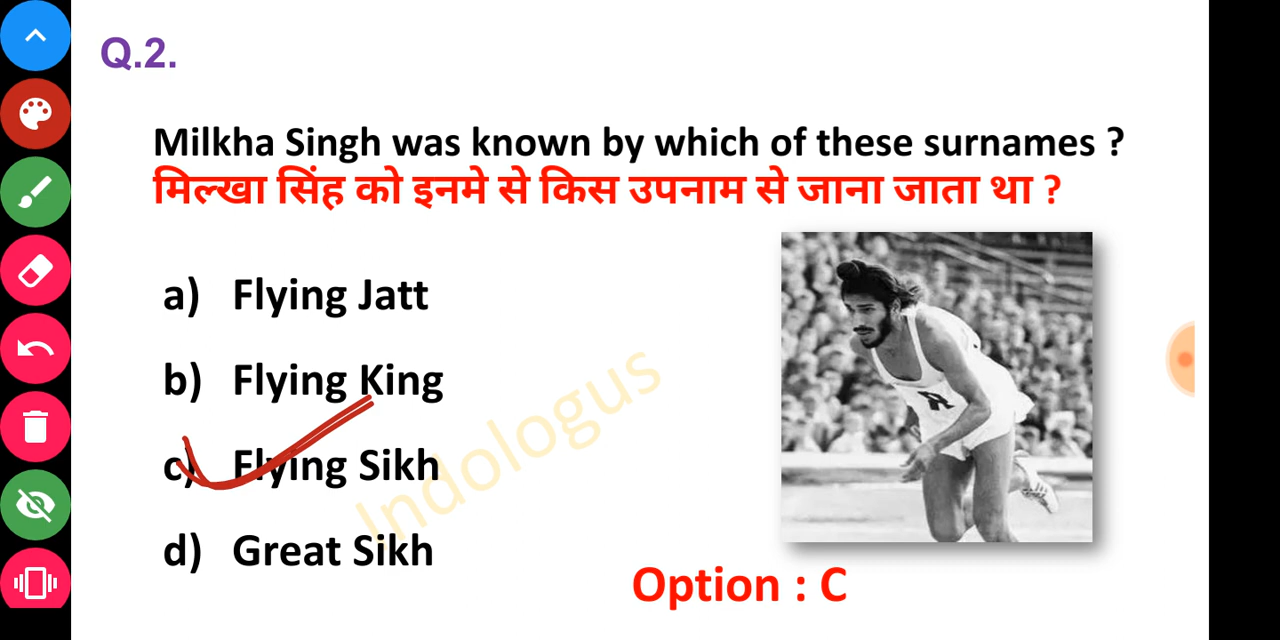 Q.2.
Milkha Singh was known by which of these surnames ?
मिल्खा सिंह को इनमे से किस उपनाम से जाना जाता था ?
a) Flying Jatt
b) Flying King
c) Flying Sikh
d) Great Sikh
Indologus
Option : C